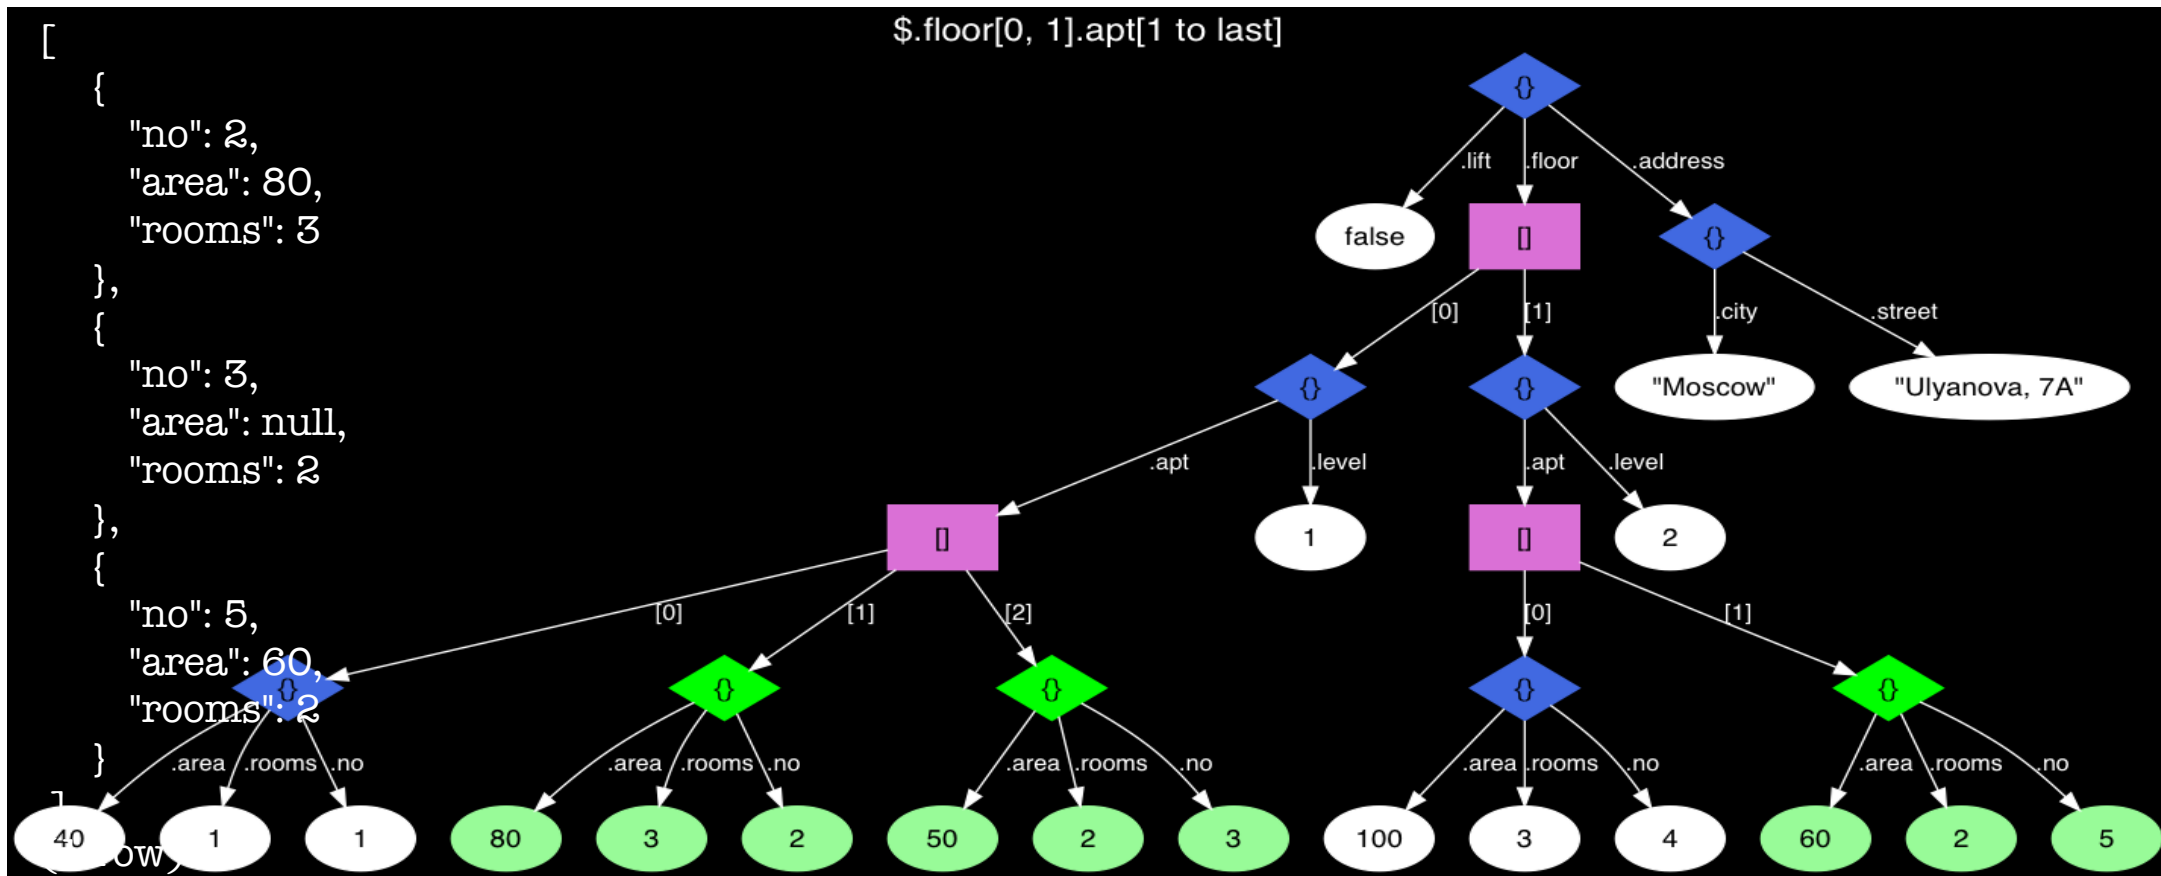 $.floor[0, 1].apt[1 to last]
[
{
"no": 2,
"area": 80,
"rooms": 3
},
{
"no": 3,
"area": null,
"rooms": 2
},
{
"no": 5,
"area": 60,
"rooms": 2
}
]
{}
.lift .floor .address
false [] {}
[0] [1] .city .street
{} {} "Moscow" "Ulyanova, 7A"
.apt .level .apt .level
[] 1 [] 2
[0] [1] [2] [0] [1]
{} {} {} {} {}
.area .rooms .no .area .rooms .no .area .rooms .no .area .rooms .no .area .rooms .no
40 1 1 80 3 2 50 2 3 100 3 4 60 2 5